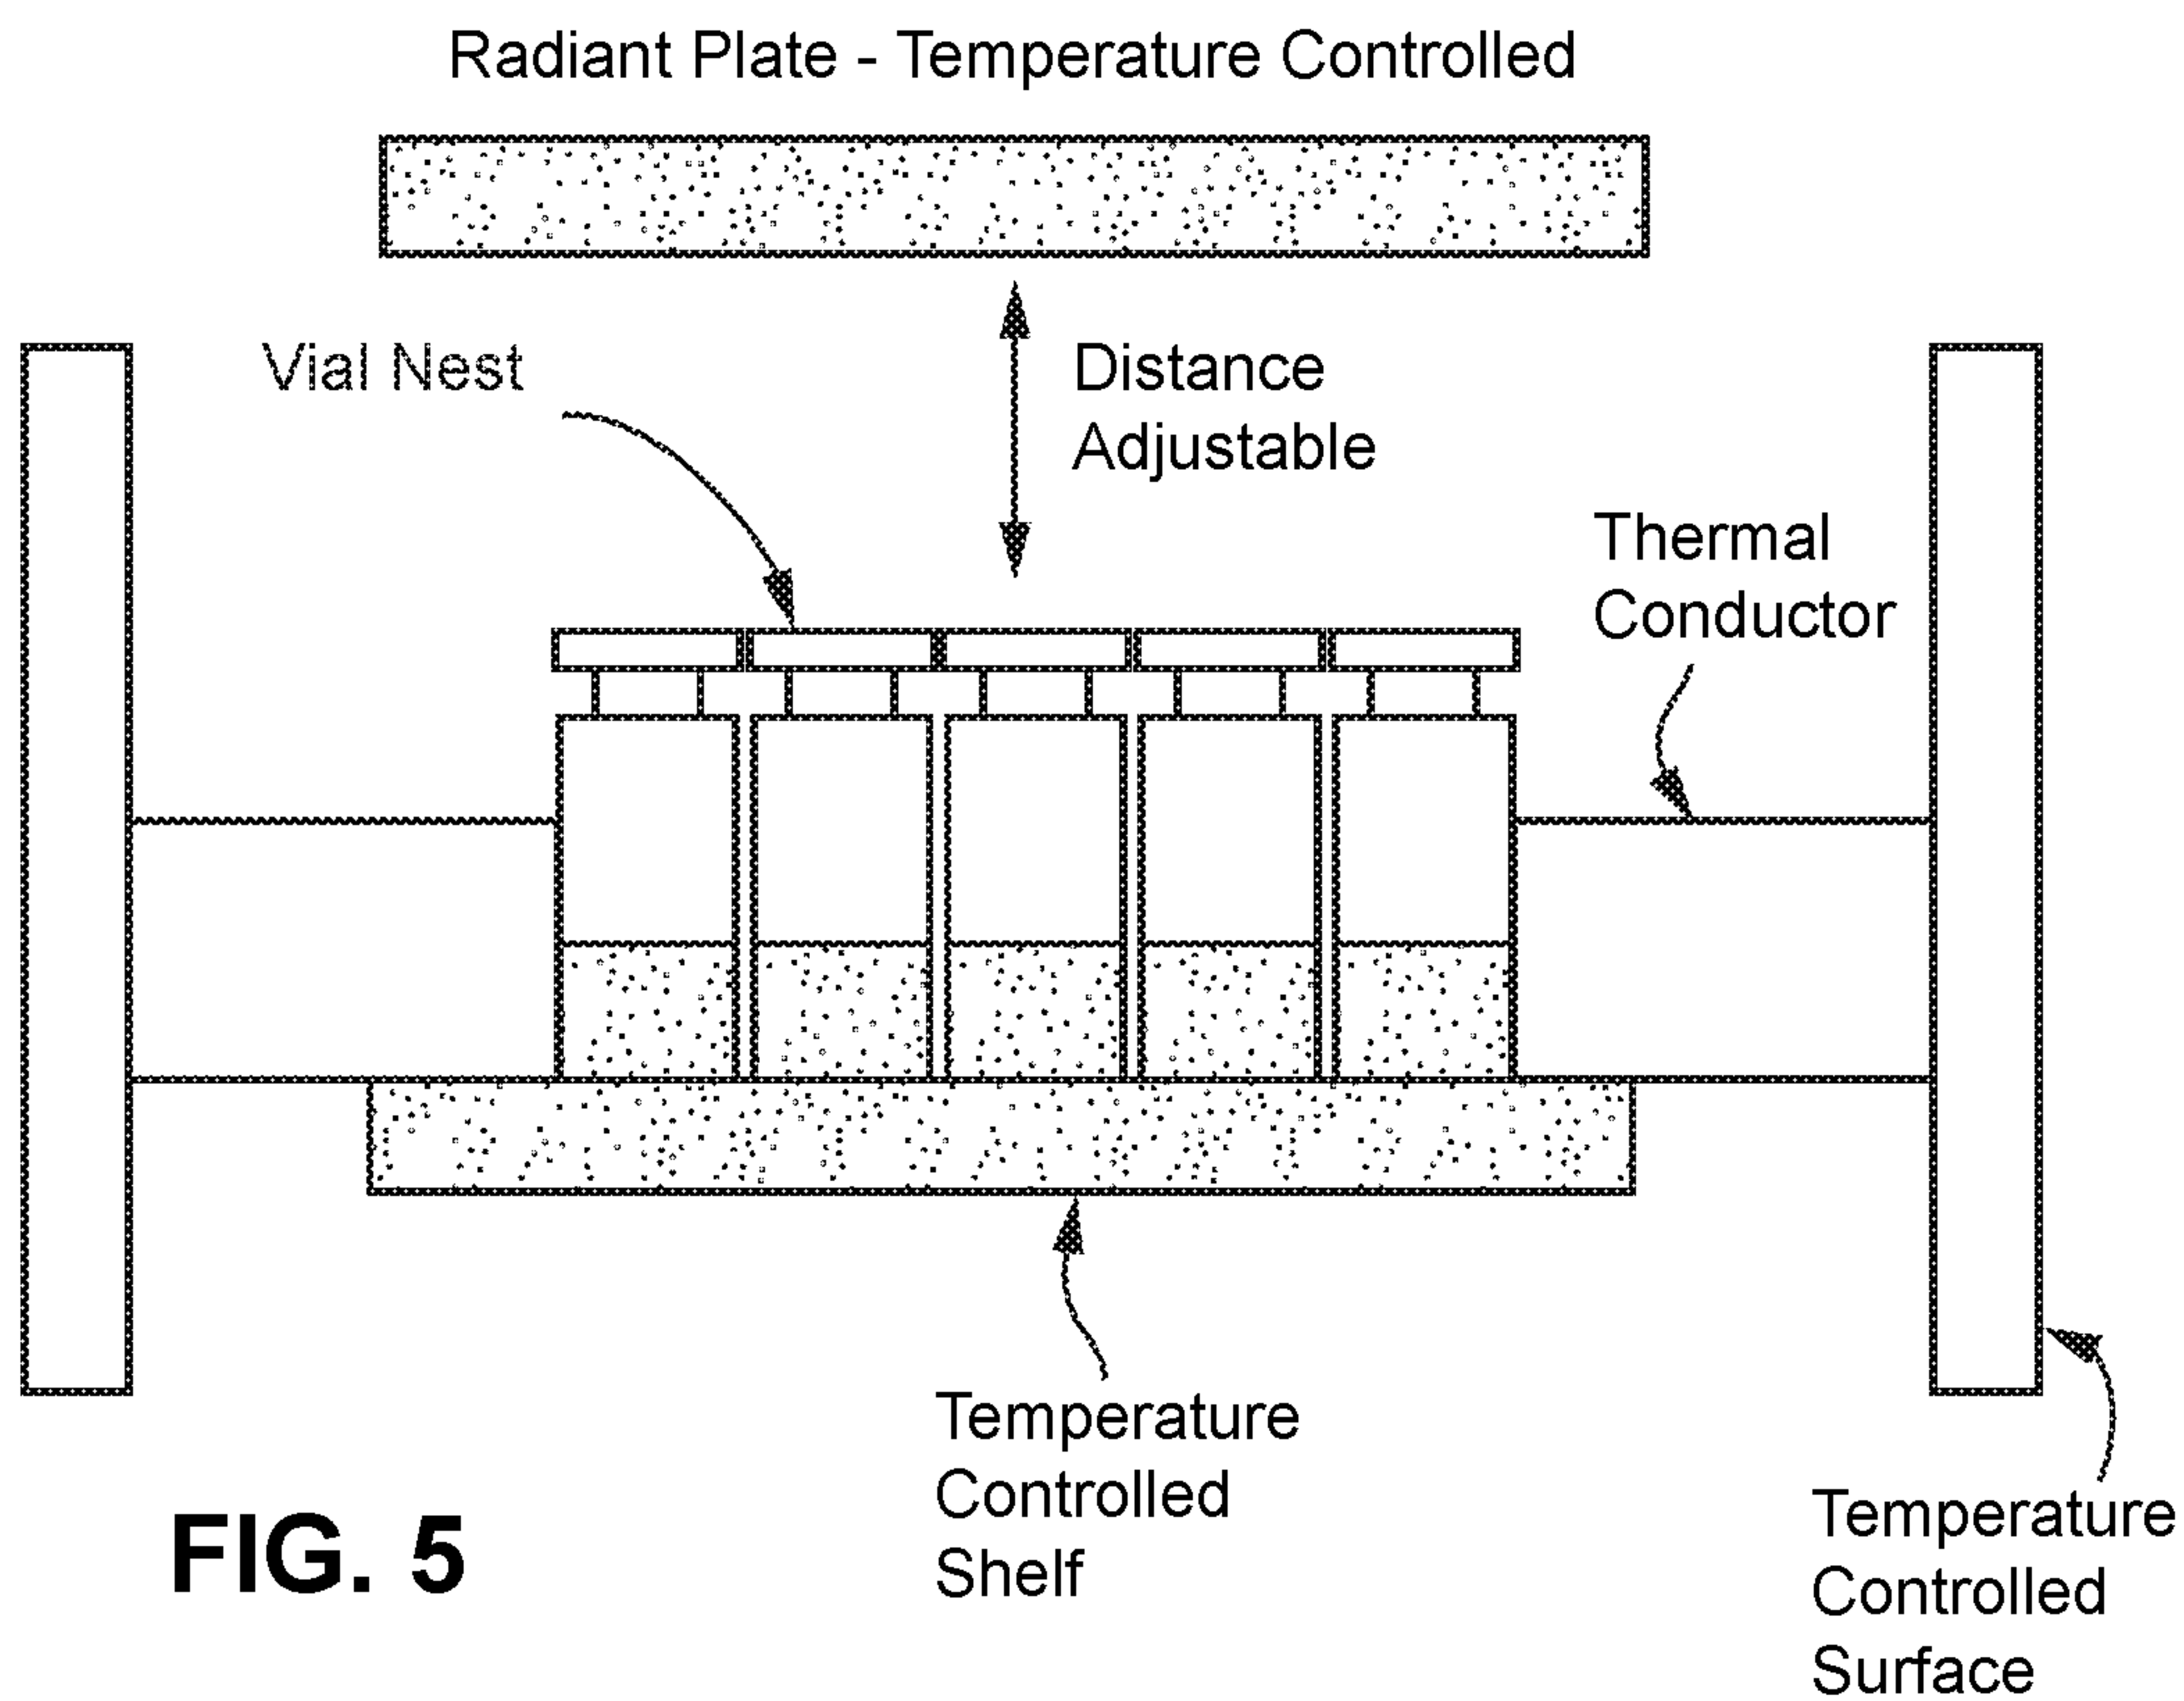 Radiant Plate - Temperature Controlled
Vial Nest
Distance
Adjustable
Thermal
Conductor
Temperature
Controlled
Shelf
Temperature
Controlled
Surface
FIG. 5